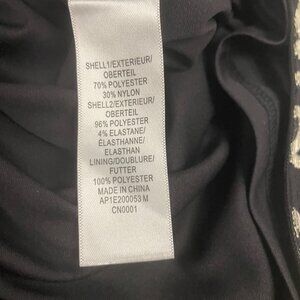 SHELL1/EXTERIEUR/
OBERTEIL
70% POLYESTER
30% NYLON
SHELL2/EXTERIEUR/
OBERTEIL
96% POLYESTER
4% ELASTANE/
ÉLASTHANNE/
ELASTHAN
LINING/DOUBLURE/
FUTTER
100% POLYESTER
MADE IN CHINA
AP1E200053 M
CN0001